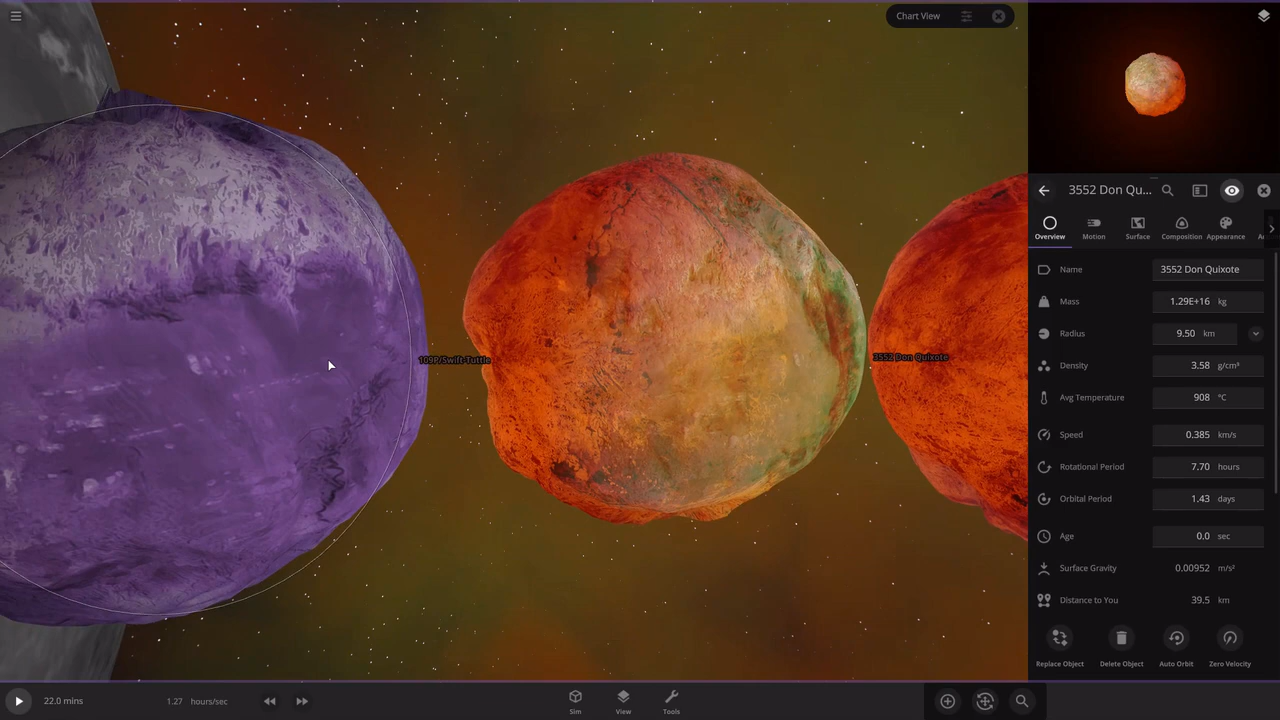 Chart View
3552 Don Qu...
Overview
Motion
Surface
Composition
Appearance
Name
3552 Don Quixote
Mass
1.29E+16 kg
Radius
9.50 km
Density
3.58 g/cm³
Avg Temperature
908 °C
Speed
0.385 km/s
Rotational Period
7.70 hours
Orbital Period
1.43 days
Age
0.0 sec
Surface Gravity
0.00952 m/s²
Distance to You
39.5 km
Replace Object
Delete Object
Auto Orbit
Zero Velocity
109P/Swift-Tuttle
3552 Don Quixote
22.0 mins
1.27 hours/sec
Sim
View
Tools